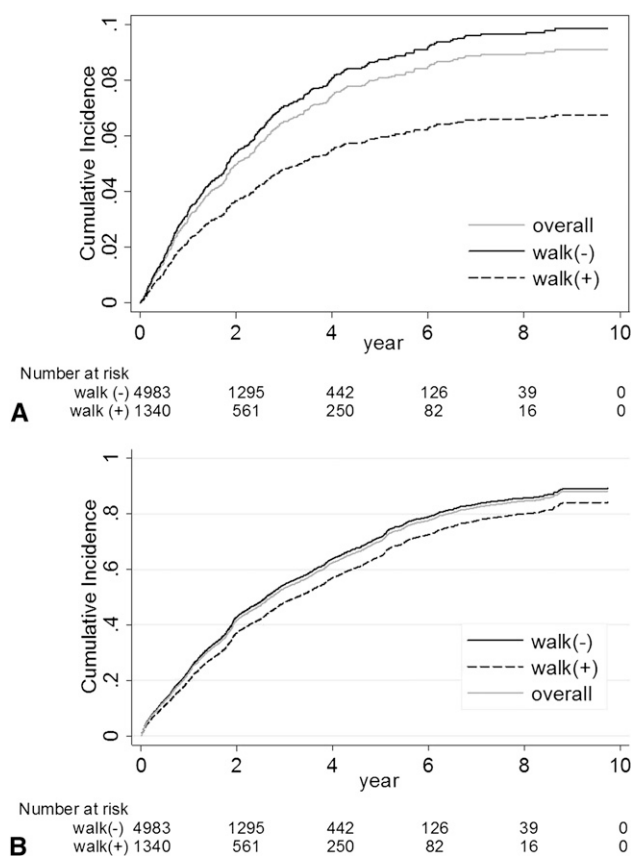 .1
.08
.06
.04
.02
0
Cumulative Incidence
overall
walk(-)
walk(+)
0 2 4 6 8 10
year
Number at risk
walk (-) 4983 1295 442 126 39 0
A walk (+) 1340 561 250 82 16 0
1
.8
.6
.4
.2
0
Cumulative Incidence
walk(-)
walk(+)
overall
0 2 4 6 8 10
year
Number at risk
walk(-) 4983 1295 442 126 39 0
B walk(+) 1340 561 250 82 16 0